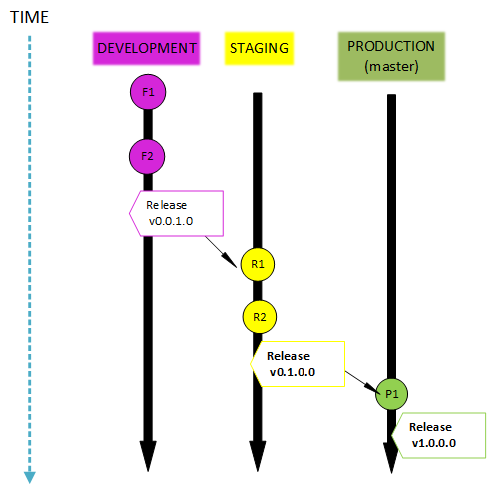 TIME
DEVELOPMENT
STAGING
PRODUCTION
(master)
F1
F2
Release
v0.0.1.0
R1
R2
Release
v0.1.0.0
P1
Release
v1.0.0.0